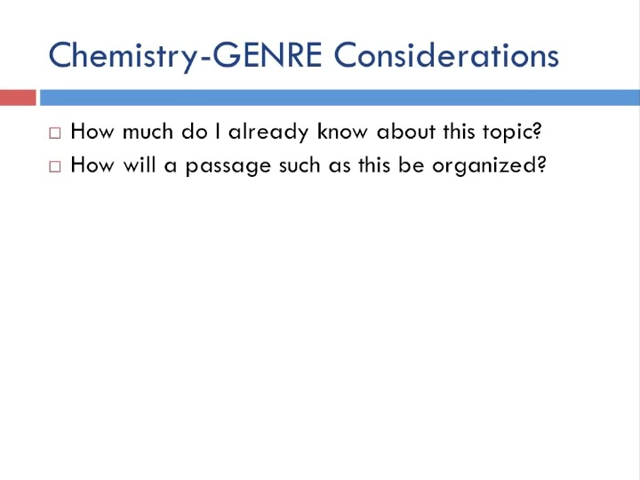 Chemistry-GENRE Considerations
How much do I already know about this topic?
How will a passage such as this be organized?